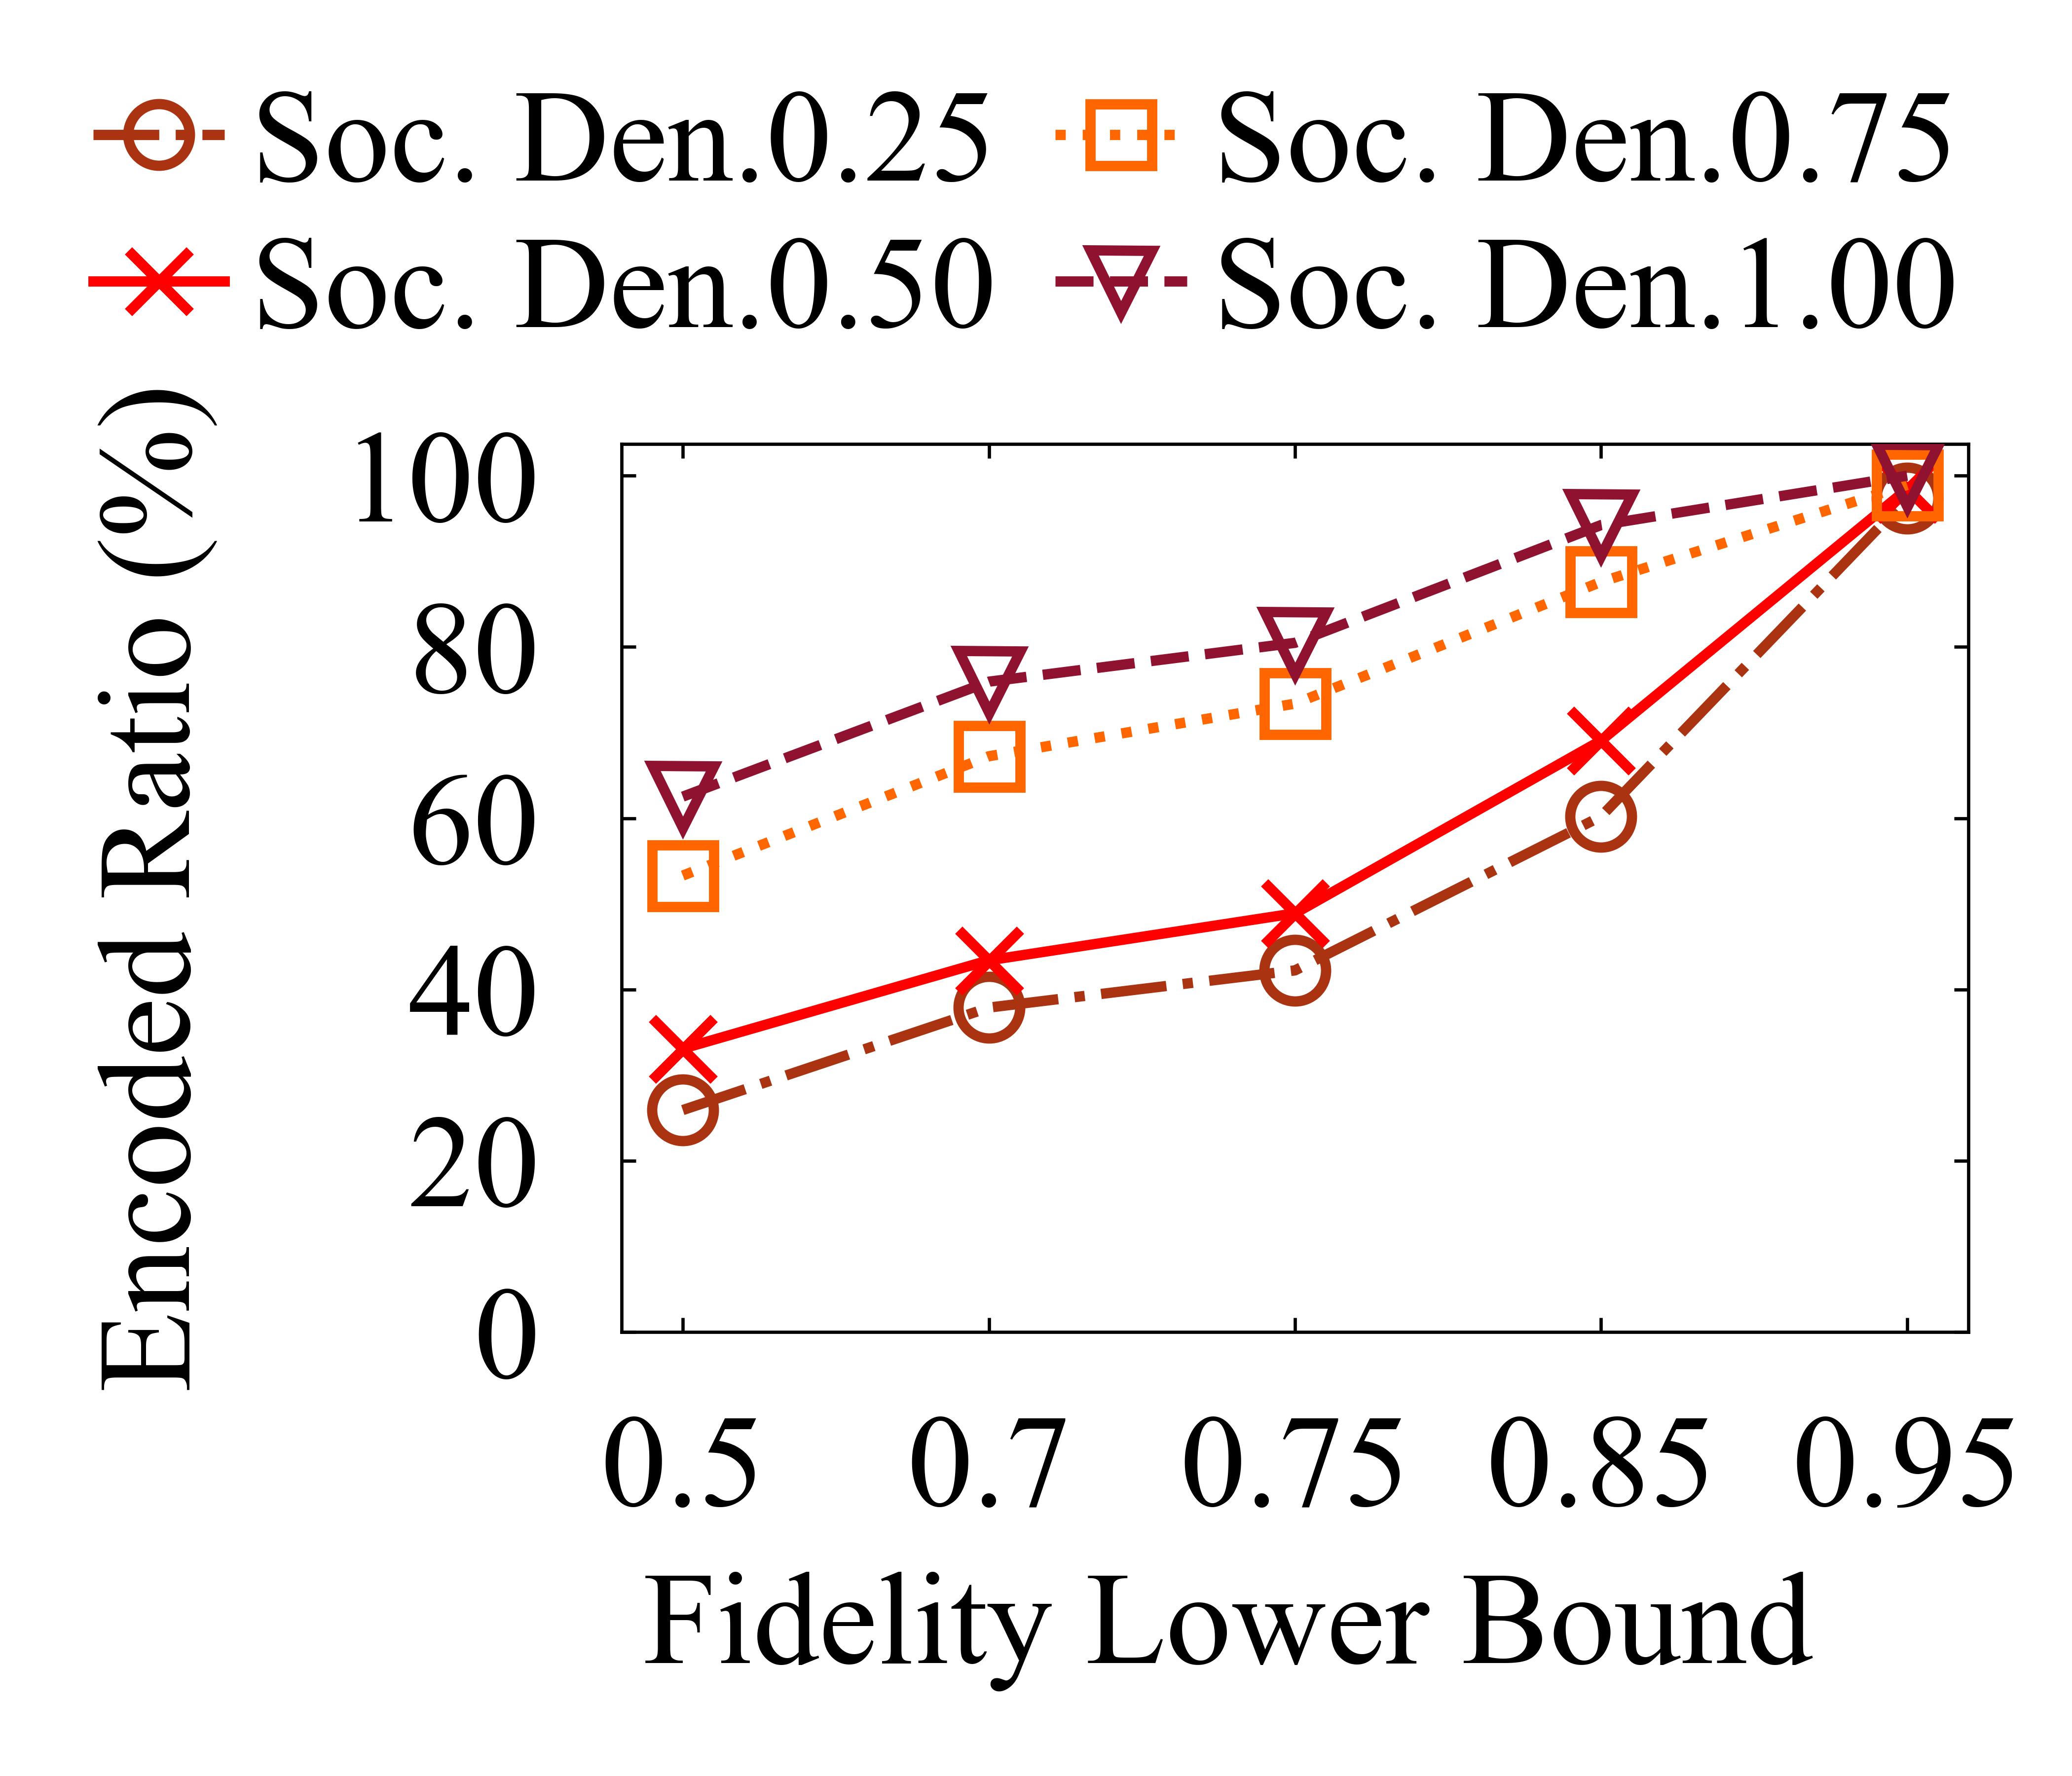 Soc. Den.0.25 Soc. Den.0.75
Soc. Den.0.50 Soc. Den.1.00
Encoded Ratio (%)
100
80
60
40
20
0
0.5 0.7 0.75 0.85 0.95
Fidelity Lower Bound